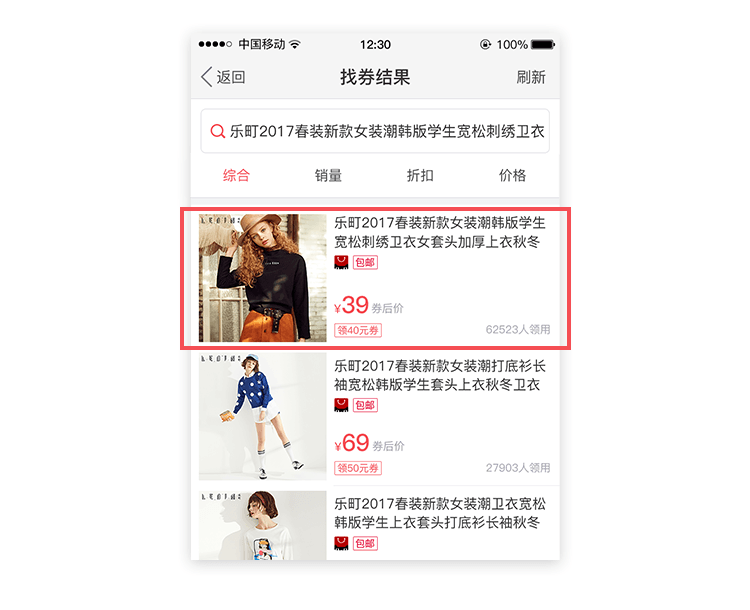 中国移动 12:30 100%
返回 找券结果 刷新
乐町2017春装新款女装潮韩版学生宽松刺绣卫衣
综合 销量 折扣 价格
乐町2017春装新款女装潮韩版学生
宽松刺绣卫衣女套头加厚上衣秋冬
包邮
¥39 券后价
领40元券 62523人领用
乐町2017春装新款女装潮打底衫长
袖宽松韩版学生套头上衣秋冬卫衣
包邮
¥69 券后价
领50元券 27903人领用
乐町2017春装新款女装潮卫衣宽松
韩版学生上衣套头打底衫长袖秋冬
包邮